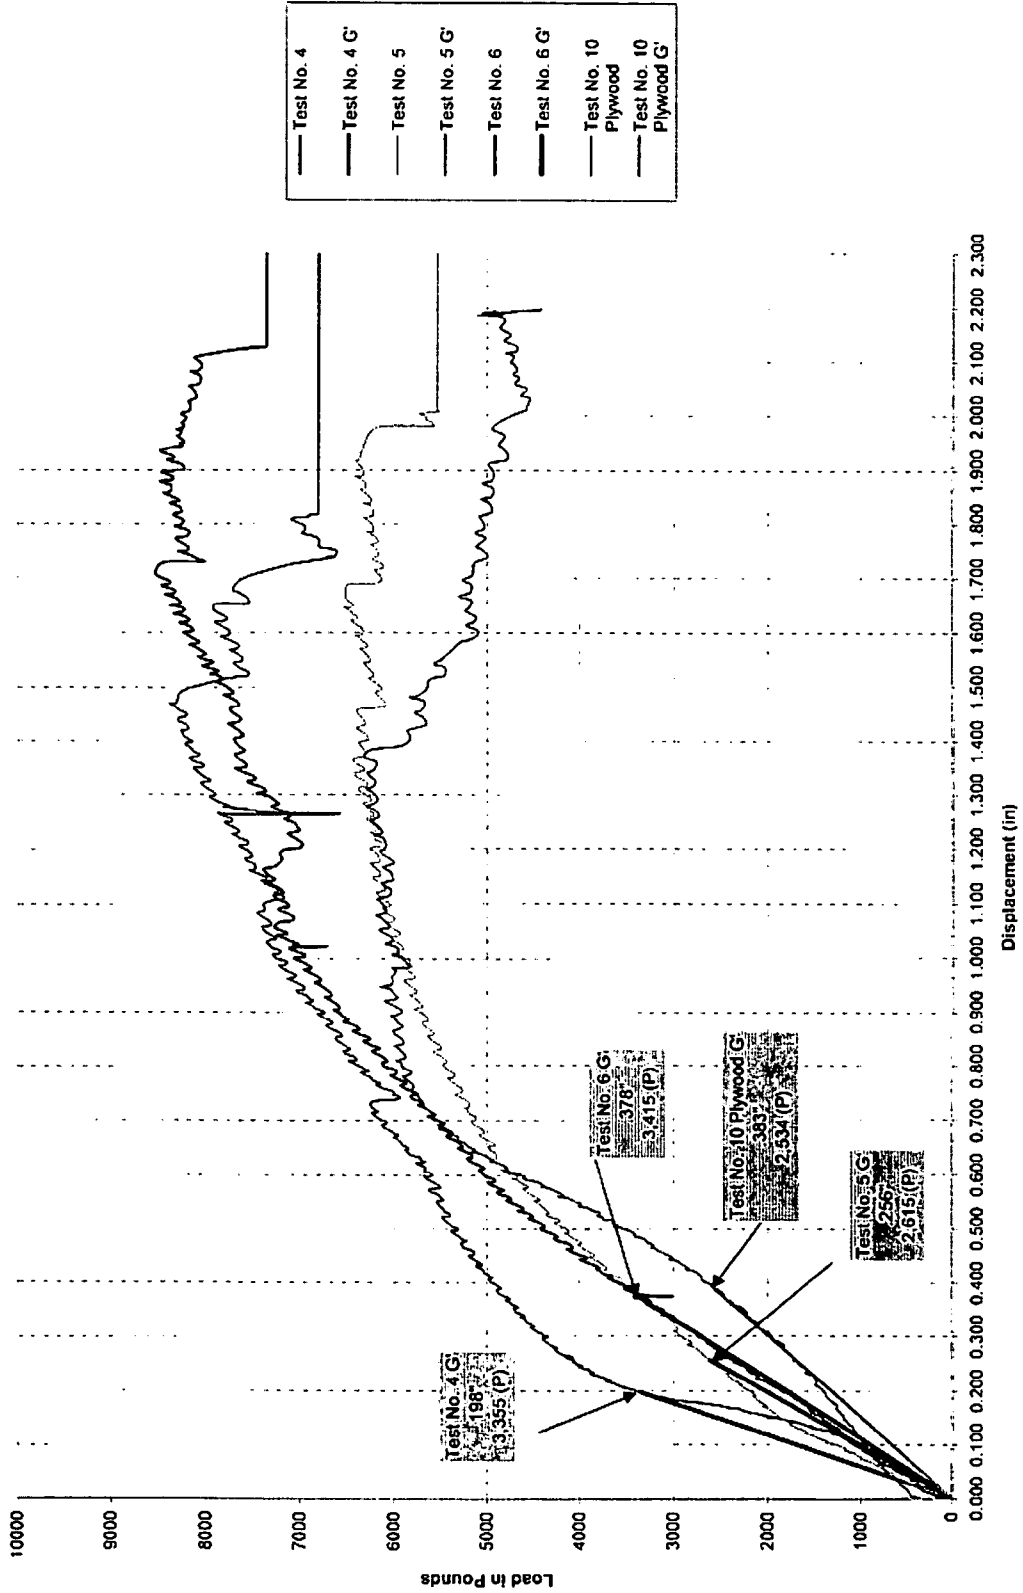 10000
9000
8000
7000
6000
5000
4000
3000
2000
1000
0
Load in Pounds
0.000 0.100 0.200 0.300 0.400 0.500 0.600 0.700 0.800 0.900 1.000 1.100 1.200 1.300 1.400 1.500 1.600 1.700 1.800 1.900 2.000 2.100 2.200 2.300
Displacement (in)
Test No. 4 G'
.198"
3,355 (P)
Test No. 6 G'
.378"
3,415 (P)
Test No. 10 Plywood G'
.383"
2,534 (P)
Test No. 5 G'
.256"
2,615 (P)
Test No. 4
Test No. 4 G'
Test No. 5
Test No. 5 G'
Test No. 6
Test No. 6 G'
Test No. 10
Plywood
Test No. 10
Plywood G'